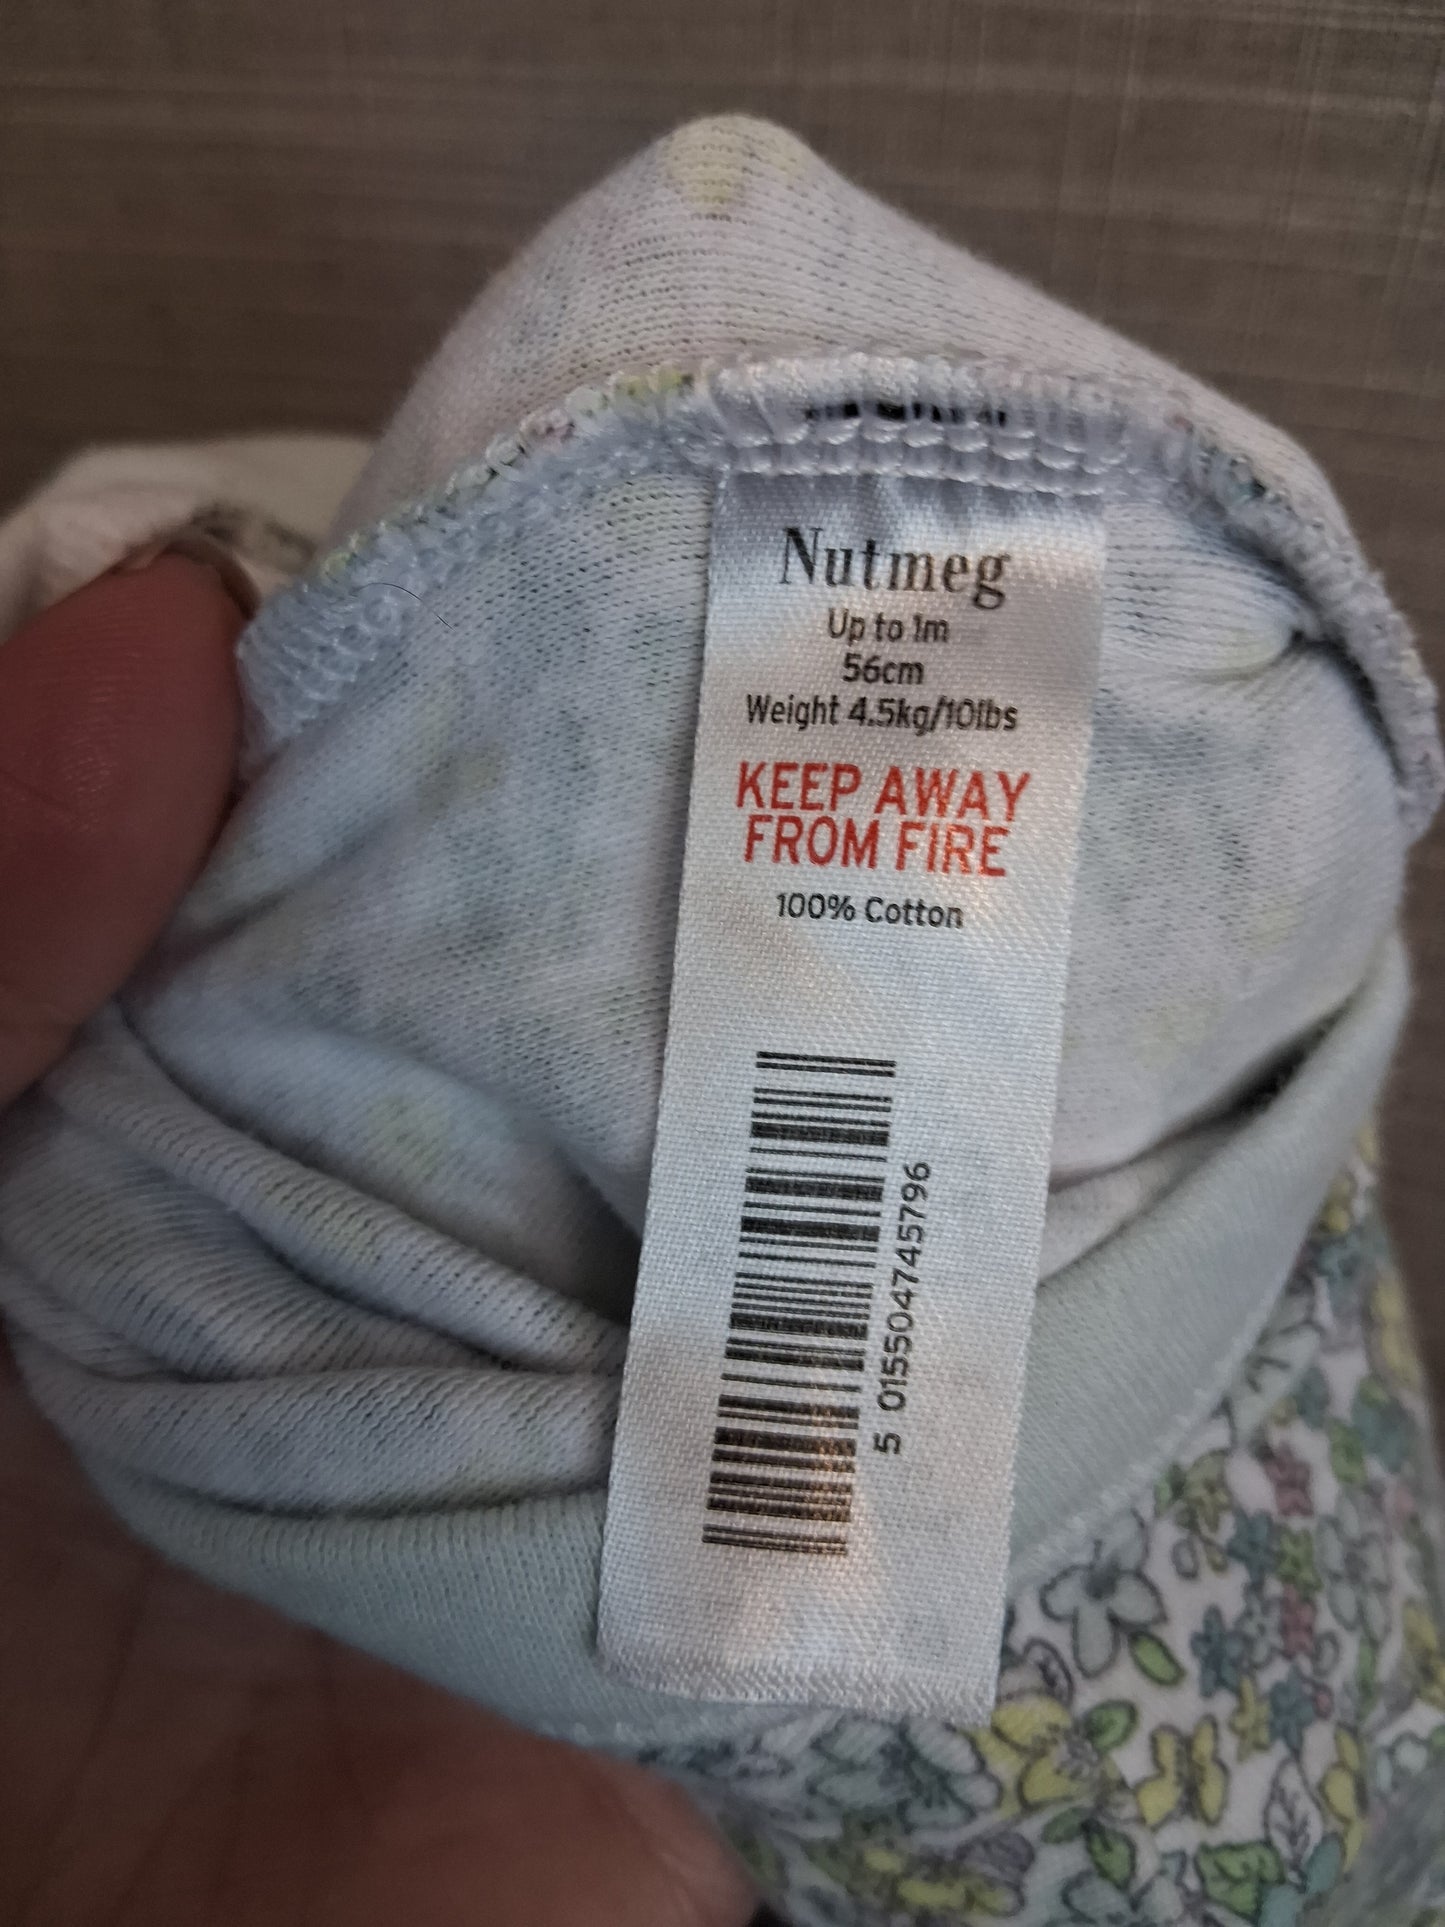 Nutmeg
Up to 1m
56cm
Weight 4.5kg/10lbs
KEEP AWAY
FROM FIRE
100% Cotton
5 015504745796